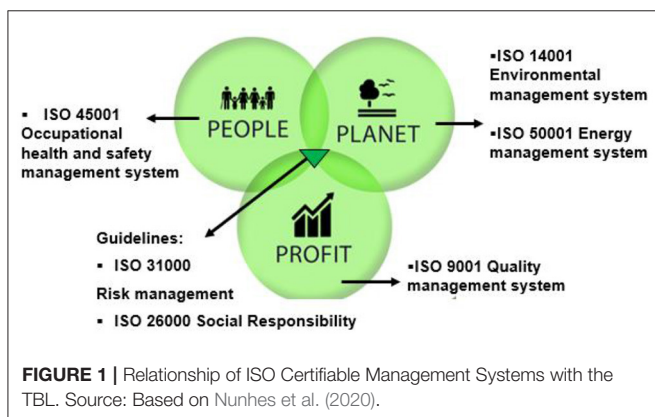 ▪ISO 14001
Environmental
management system
▪ISO 50001 Energy
management system
▪ ISO 45001
Occupational
health and safety
management system
PEOPLE
PLANET
PROFIT
Guidelines:
▪ ISO 31000
Risk management
▪ ISO 26000 Social Responsibility
▪ISO 9001 Quality
management system
FIGURE 1 | Relationship of ISO Certifiable Management Systems with the
TBL. Source: Based on Nunhes et al. (2020).